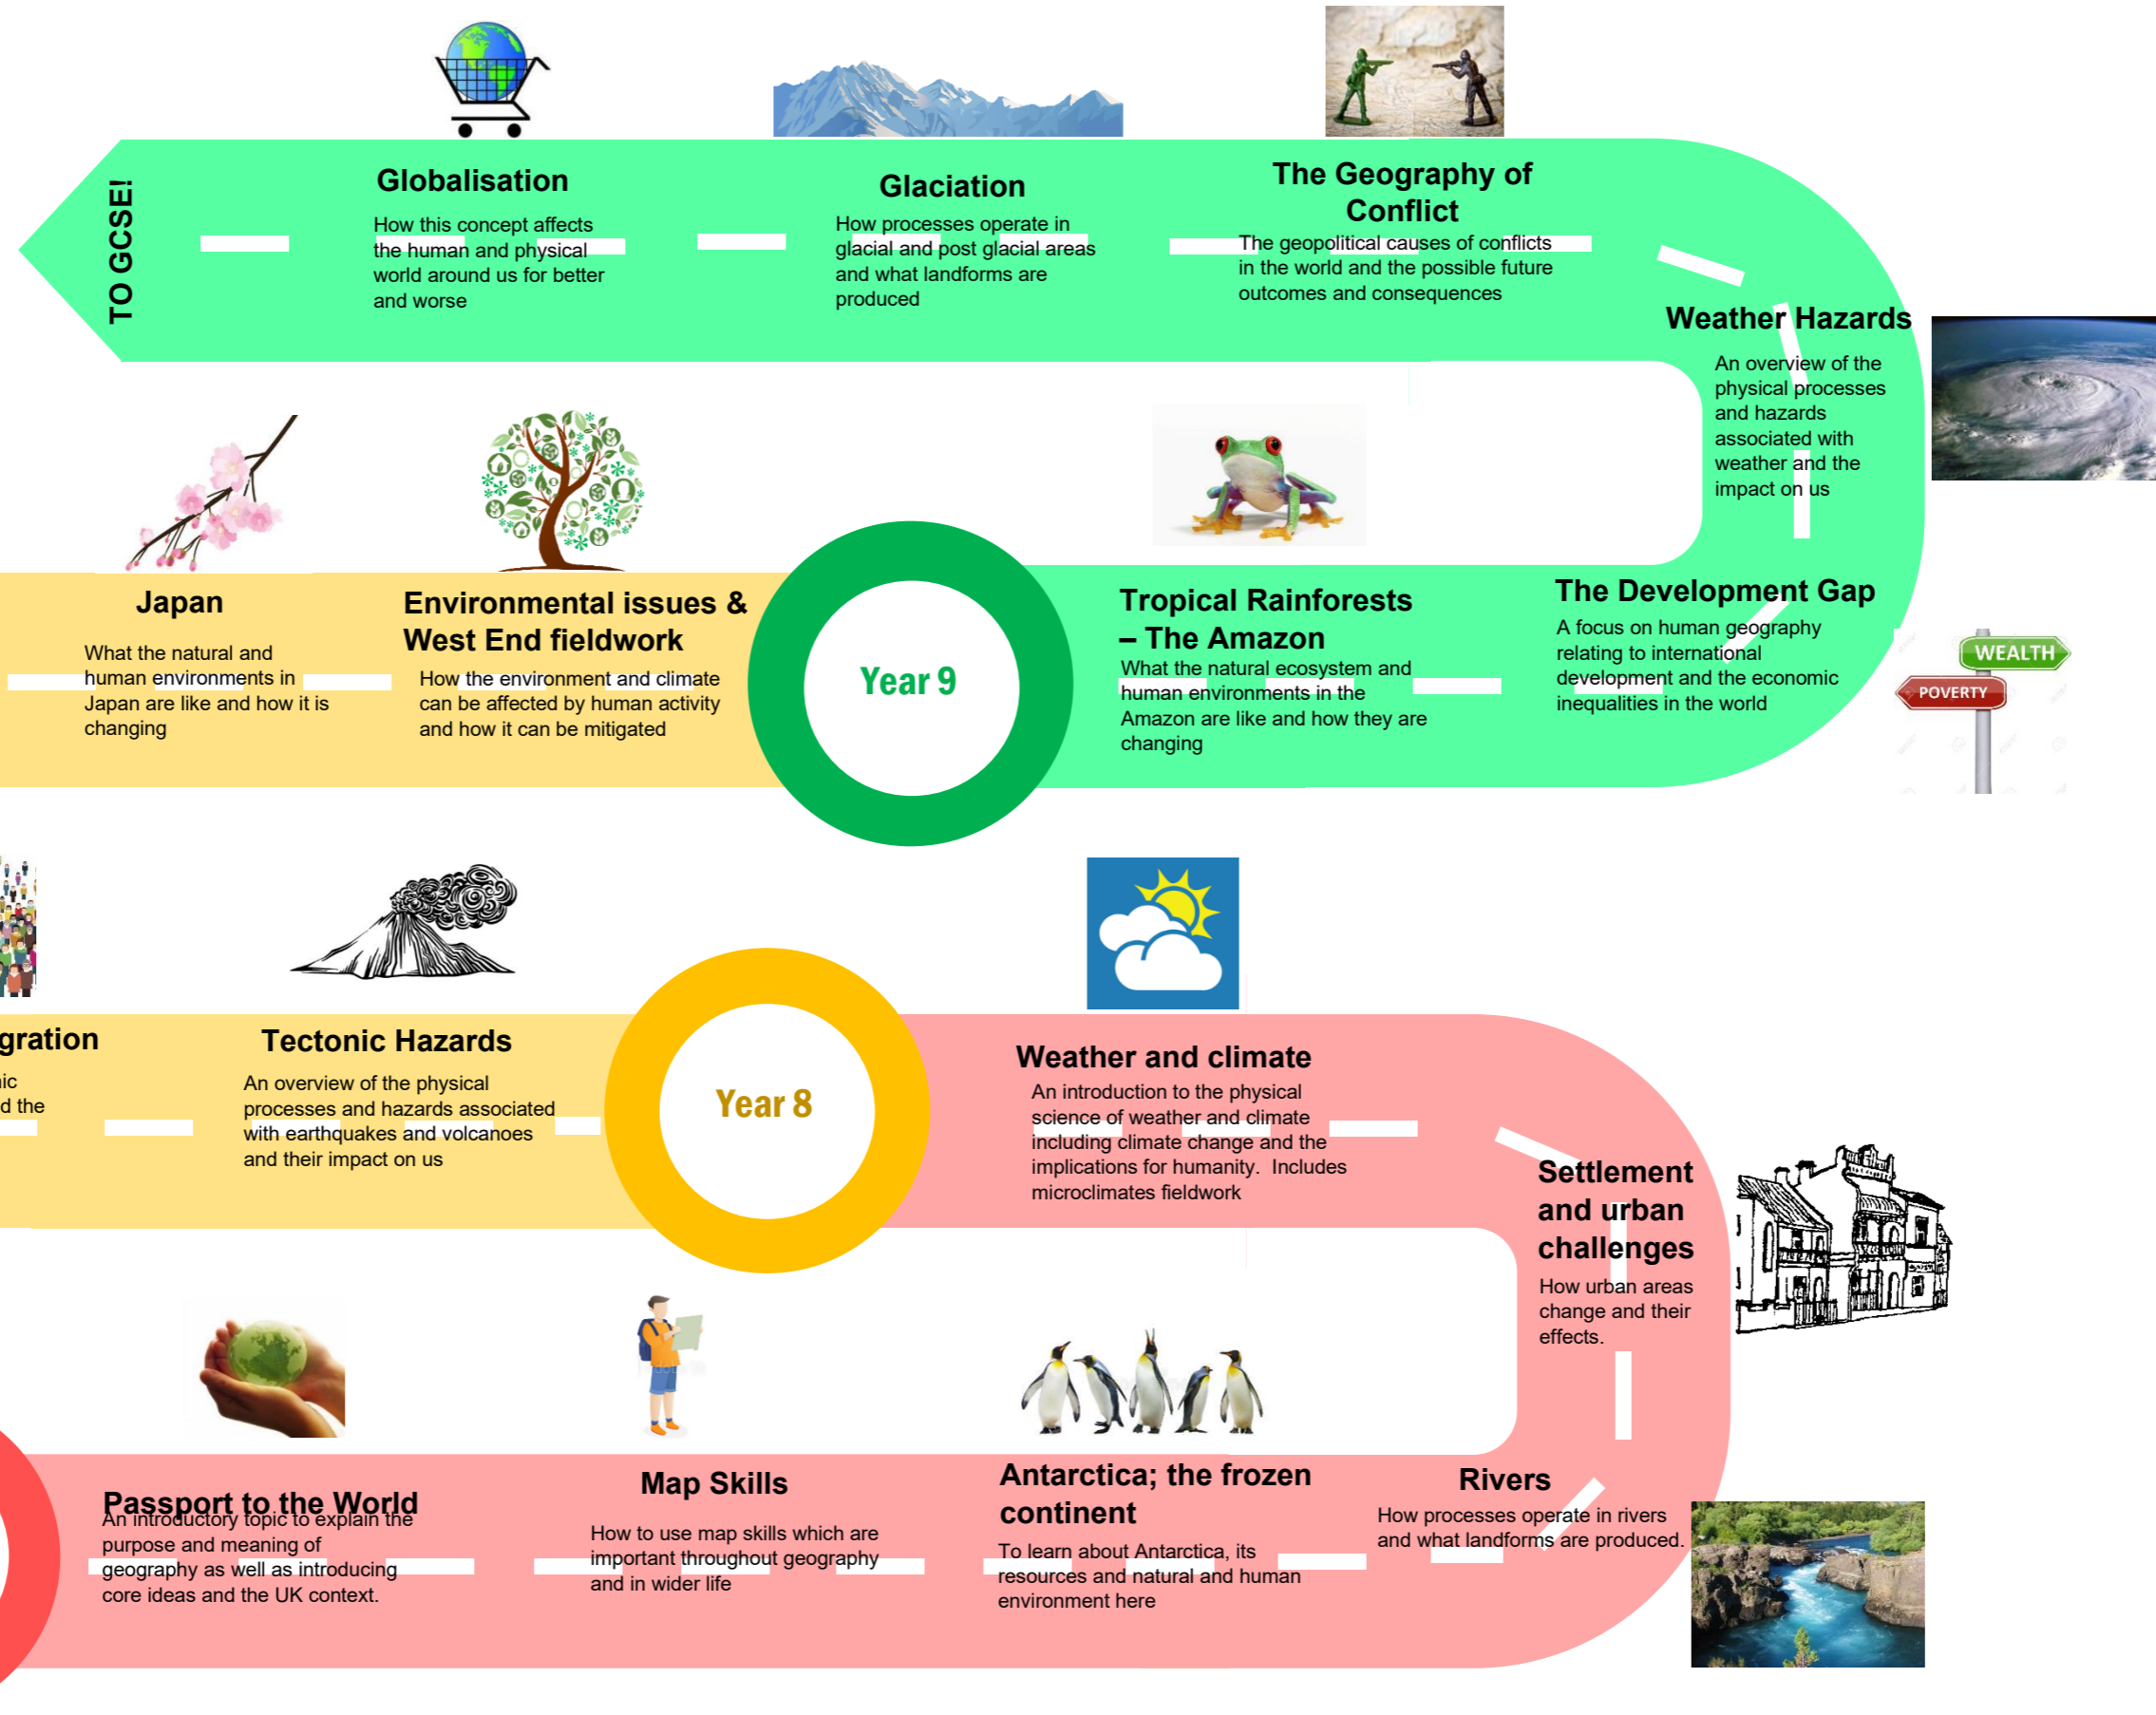 TO GCSE!
Globalisation
How this concept affects
the human and physical
world around us for better
and worse
Glaciation
How processes operate in
glacial and post glacial areas
and what landforms are
produced
The Geography of
Conflict
The geopolitical causes of conflicts
in the world and the possible future
outcomes and consequences
Weather Hazards
An overview of the
physical processes
and hazards
associated with
weather and the
impact on us
Japan
What the natural and
human environments in
Japan are like and how it is
changing
Environmental issues &
West End fieldwork
How the environment and climate
can be affected by human activity
and how it can be mitigated
Year 9
Tropical Rainforests
– The Amazon
What the natural ecosystem and
human environments in the
Amazon are like and how they are
changing
The Development Gap
A focus on human geography
relating to international
development and the economic
inequalities in the world
WEALTH
POVERTY
gration
ic
d the
Tectonic Hazards
An overview of the physical
processes and hazards associated
with earthquakes and volcanoes
and their impact on us
Year 8
Weather and climate
An introduction to the physical
science of weather and climate
including climate change and the
implications for humanity. Includes
microclimates fieldwork
Settlement
and urban
challenges
How urban areas
change and their
effects.
Passport to the World
An introductory topic to explain the
purpose and meaning of
geography as well as introducing
core ideas and the UK context.
Map Skills
How to use map skills which are
important throughout geography
and in wider life
Antarctica; the frozen
continent
To learn about Antarctica, its
resources and natural and human
environment here
Rivers
How processes operate in rivers
and what landforms are produced.